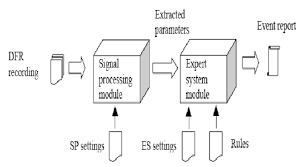 Extracted
parameters
Event report
DFR
recording
Signal
processing
module
Expert
system
module
SP settings
ES settings
Rules